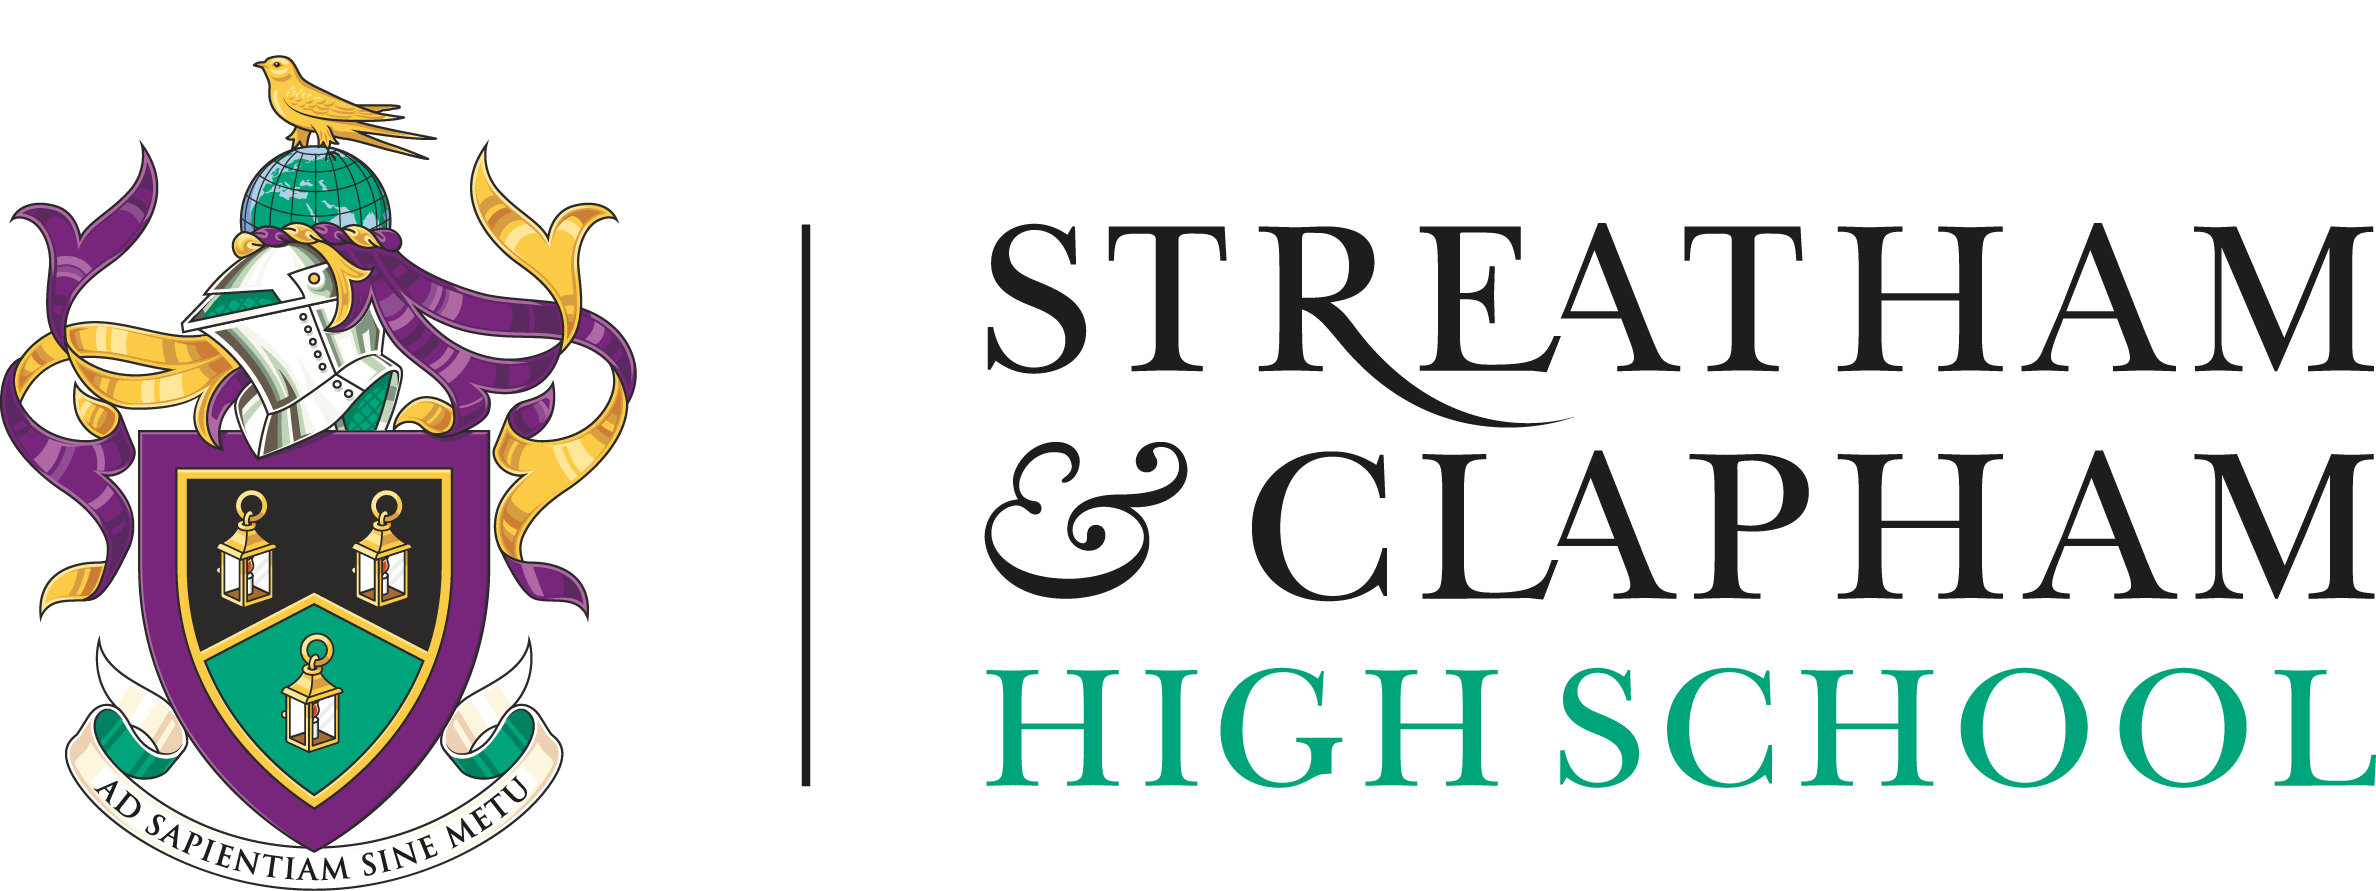 AD SAPIENTIAM SINE METU
STREATHAM
& CLAPHAM
HIGH SCHOOL